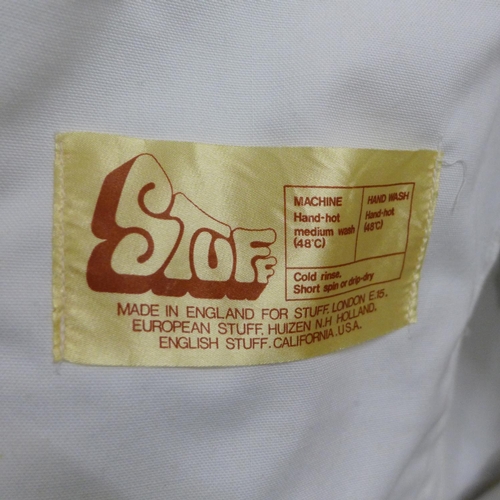 STUFF
MACHINE
Hand-hot
medium wash
(48°C)
HAND WASH
Hand-hot
(48°C)
Cold rinse.
Short spin or drip-dry
MADE IN ENGLAND FOR STUFF. LONDON E.15.
EUROPEAN STUFF. HUIZEN N.H HOLLAND.
ENGLISH STUFF. CALIFORNIA. U.S.A.